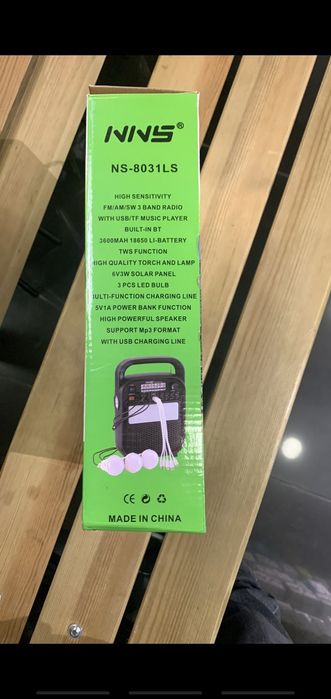 NNS®
NS-8031LS
HIGH SENSITIVITY
FM/AM/SW 3 BAND RADIO
WITH USB/TF MUSIC PLAYER
BUILT-IN BT
3600MAH 18650 LI-BATTERY
TWS FUNCTION
HIGH QUALITY TORCH AND LAMP
6V3W SOLAR PANEL
3 PCS LED BULB
ULTI-FUNCTION CHARGING LINE
5V1A POWER BANK FUNCTION
HIGH POWERFUL SPEAKER
SUPPORT Mp3 FORMAT
WITH USB CHARGING LINE
CE
MADE IN CHINA